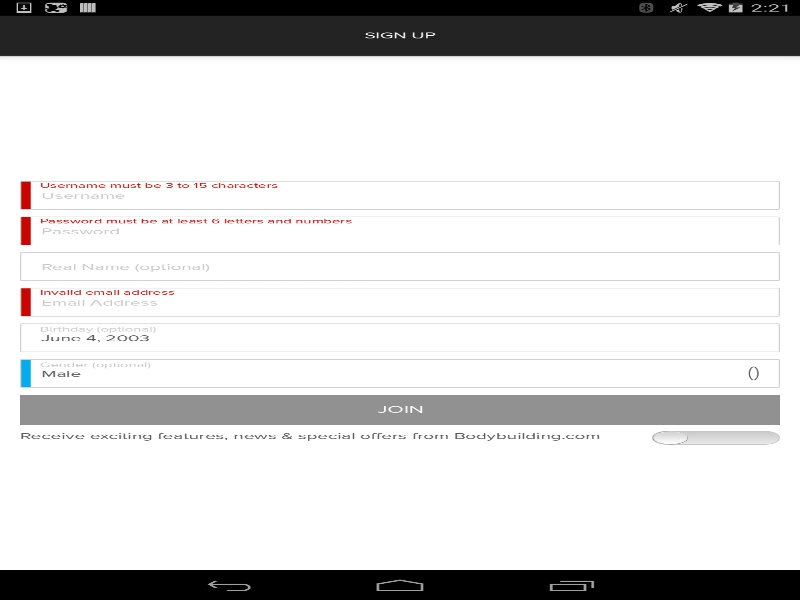 2:21
SIGN UP
Username must be 3 to 15 characters
Username
Password must be at least 6 letters and numbers
Password
Real Name (optional)
Invalid email address
Email Address
Birthday (optional)
June 4, 2003
Gender (optional)
Male
JOIN
Receive exciting features, news & special offers from Bodybuilding.com